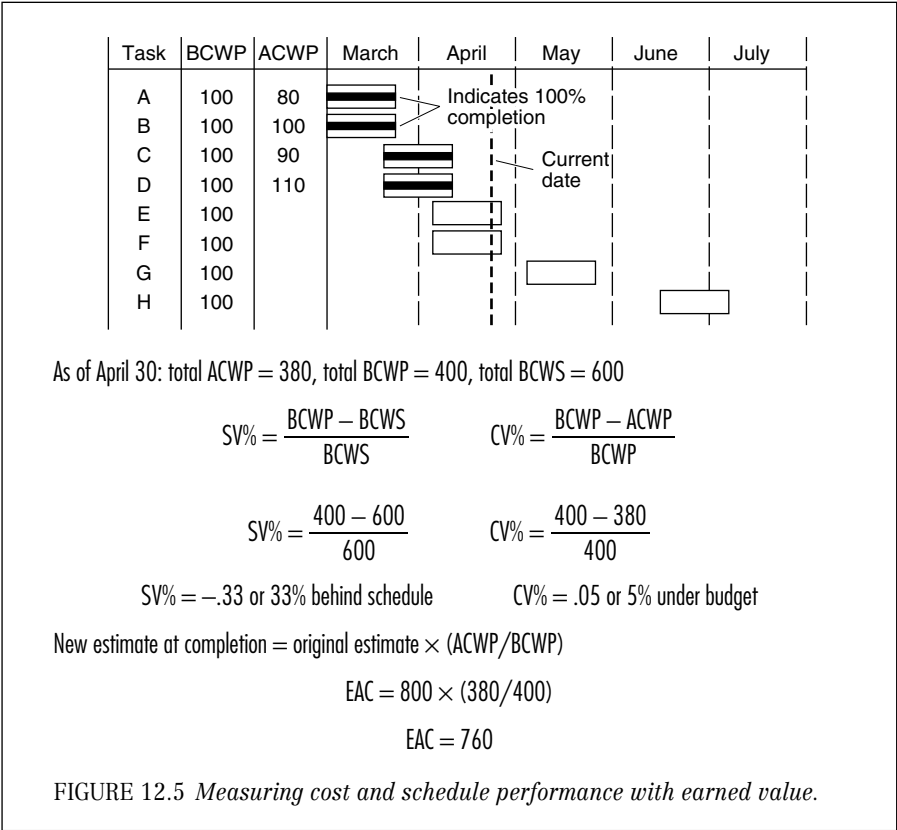 Task BCWP ACWP March April May June July
A 100 80
B 100 100
C 100 90
D 100 110
E 100
F 100
G 100
H 100
Indicates 100%
completion
Current
date
As of April 30: total ACWP = 380, total BCWP = 400, total BCWS = 600
SV% = (BCWP – BCWS) / BCWS CV% = (BCWP – ACWP) / BCWP
SV% = (400 – 600) / 600 CV% = (400 – 380) / 400
SV% = –.33 or 33% behind schedule CV% = .05 or 5% under budget
New estimate at completion = original estimate × (ACWP/BCWP)
EAC = 800 × (380/400)
EAC = 760
FIGURE 12.5 Measuring cost and schedule performance with earned value.